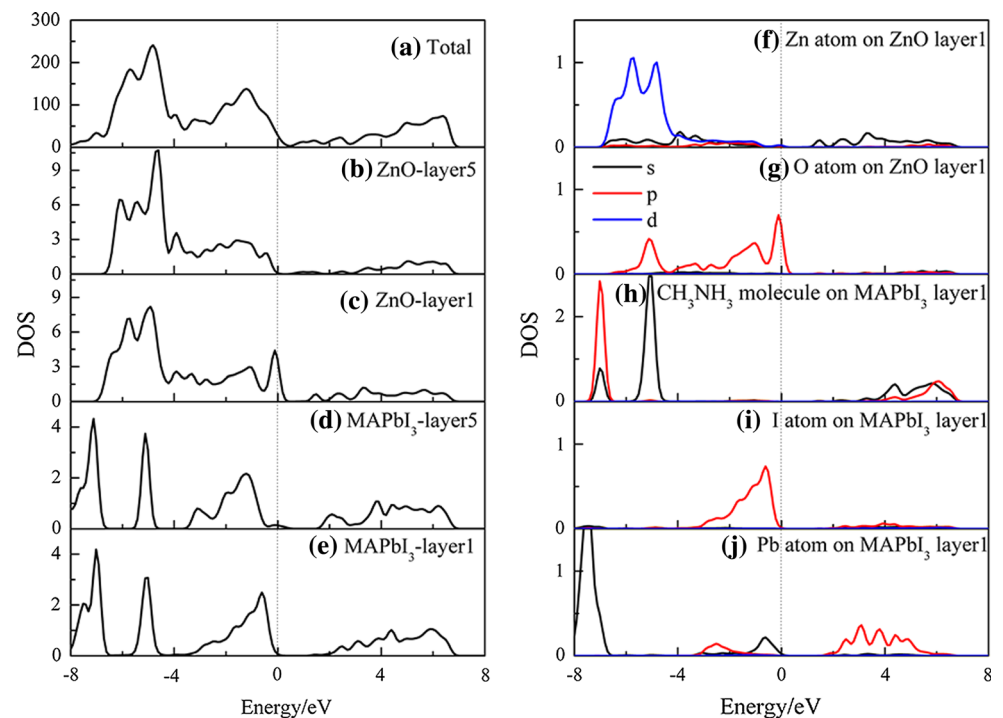 DOS
300
200
100
0
(a) Total
9
6
3
0
(b) ZnO-layer5
9
6
3
0
(c) ZnO-layer1
4
2
0
(d) MAPbI3-layer5
4
2
0
(e) MAPbI3-layer1
-8 -4 0 4 8
Energy/eV
DOS
1
0
(f) Zn atom on ZnO layer1
1
0
(g) O atom on ZnO layer1
s
p
d
2
0
(h) CH3NH3 molecule on MAPbI3 layer1
1
0
(i) I atom on MAPbI3 layer1
1
0
(j) Pb atom on MAPbI3 layer1
-8 -4 0 4 8
Energy/eV